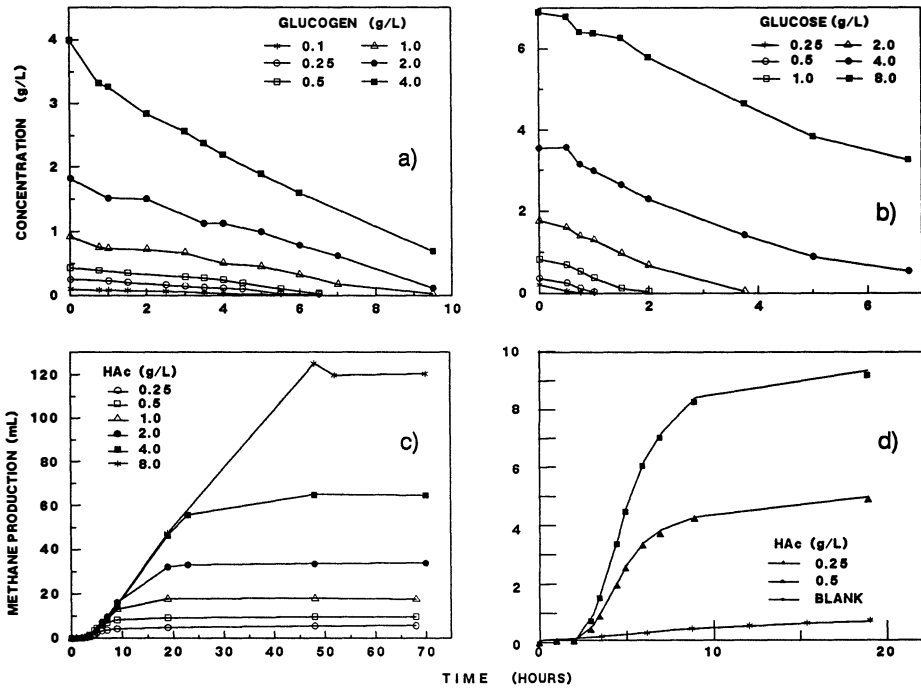 GLUCOGEN (g/L)
0.1
0.25
0.5
1.0
2.0
4.0
a)
4
3
2
1
0
0 2 4 6 8 10
CONCENTRATION (g/L)
GLUCOSE (g/L)
0.25
0.5
1.0
2.0
4.0
8.0
b)
6
4
2
0
0 2 4 6
HAc (g/L)
0.25
0.5
1.0
2.0
4.0
8.0
c)
120
100
80
60
40
20
10
0
0 10 20 30 40 50 60 70
METHANE PRODUCTION (mL)
d)
HAc (g/L)
0.25
0.5
BLANK
10
8
6
4
2
0
0 10 20
TIME (HOURS)